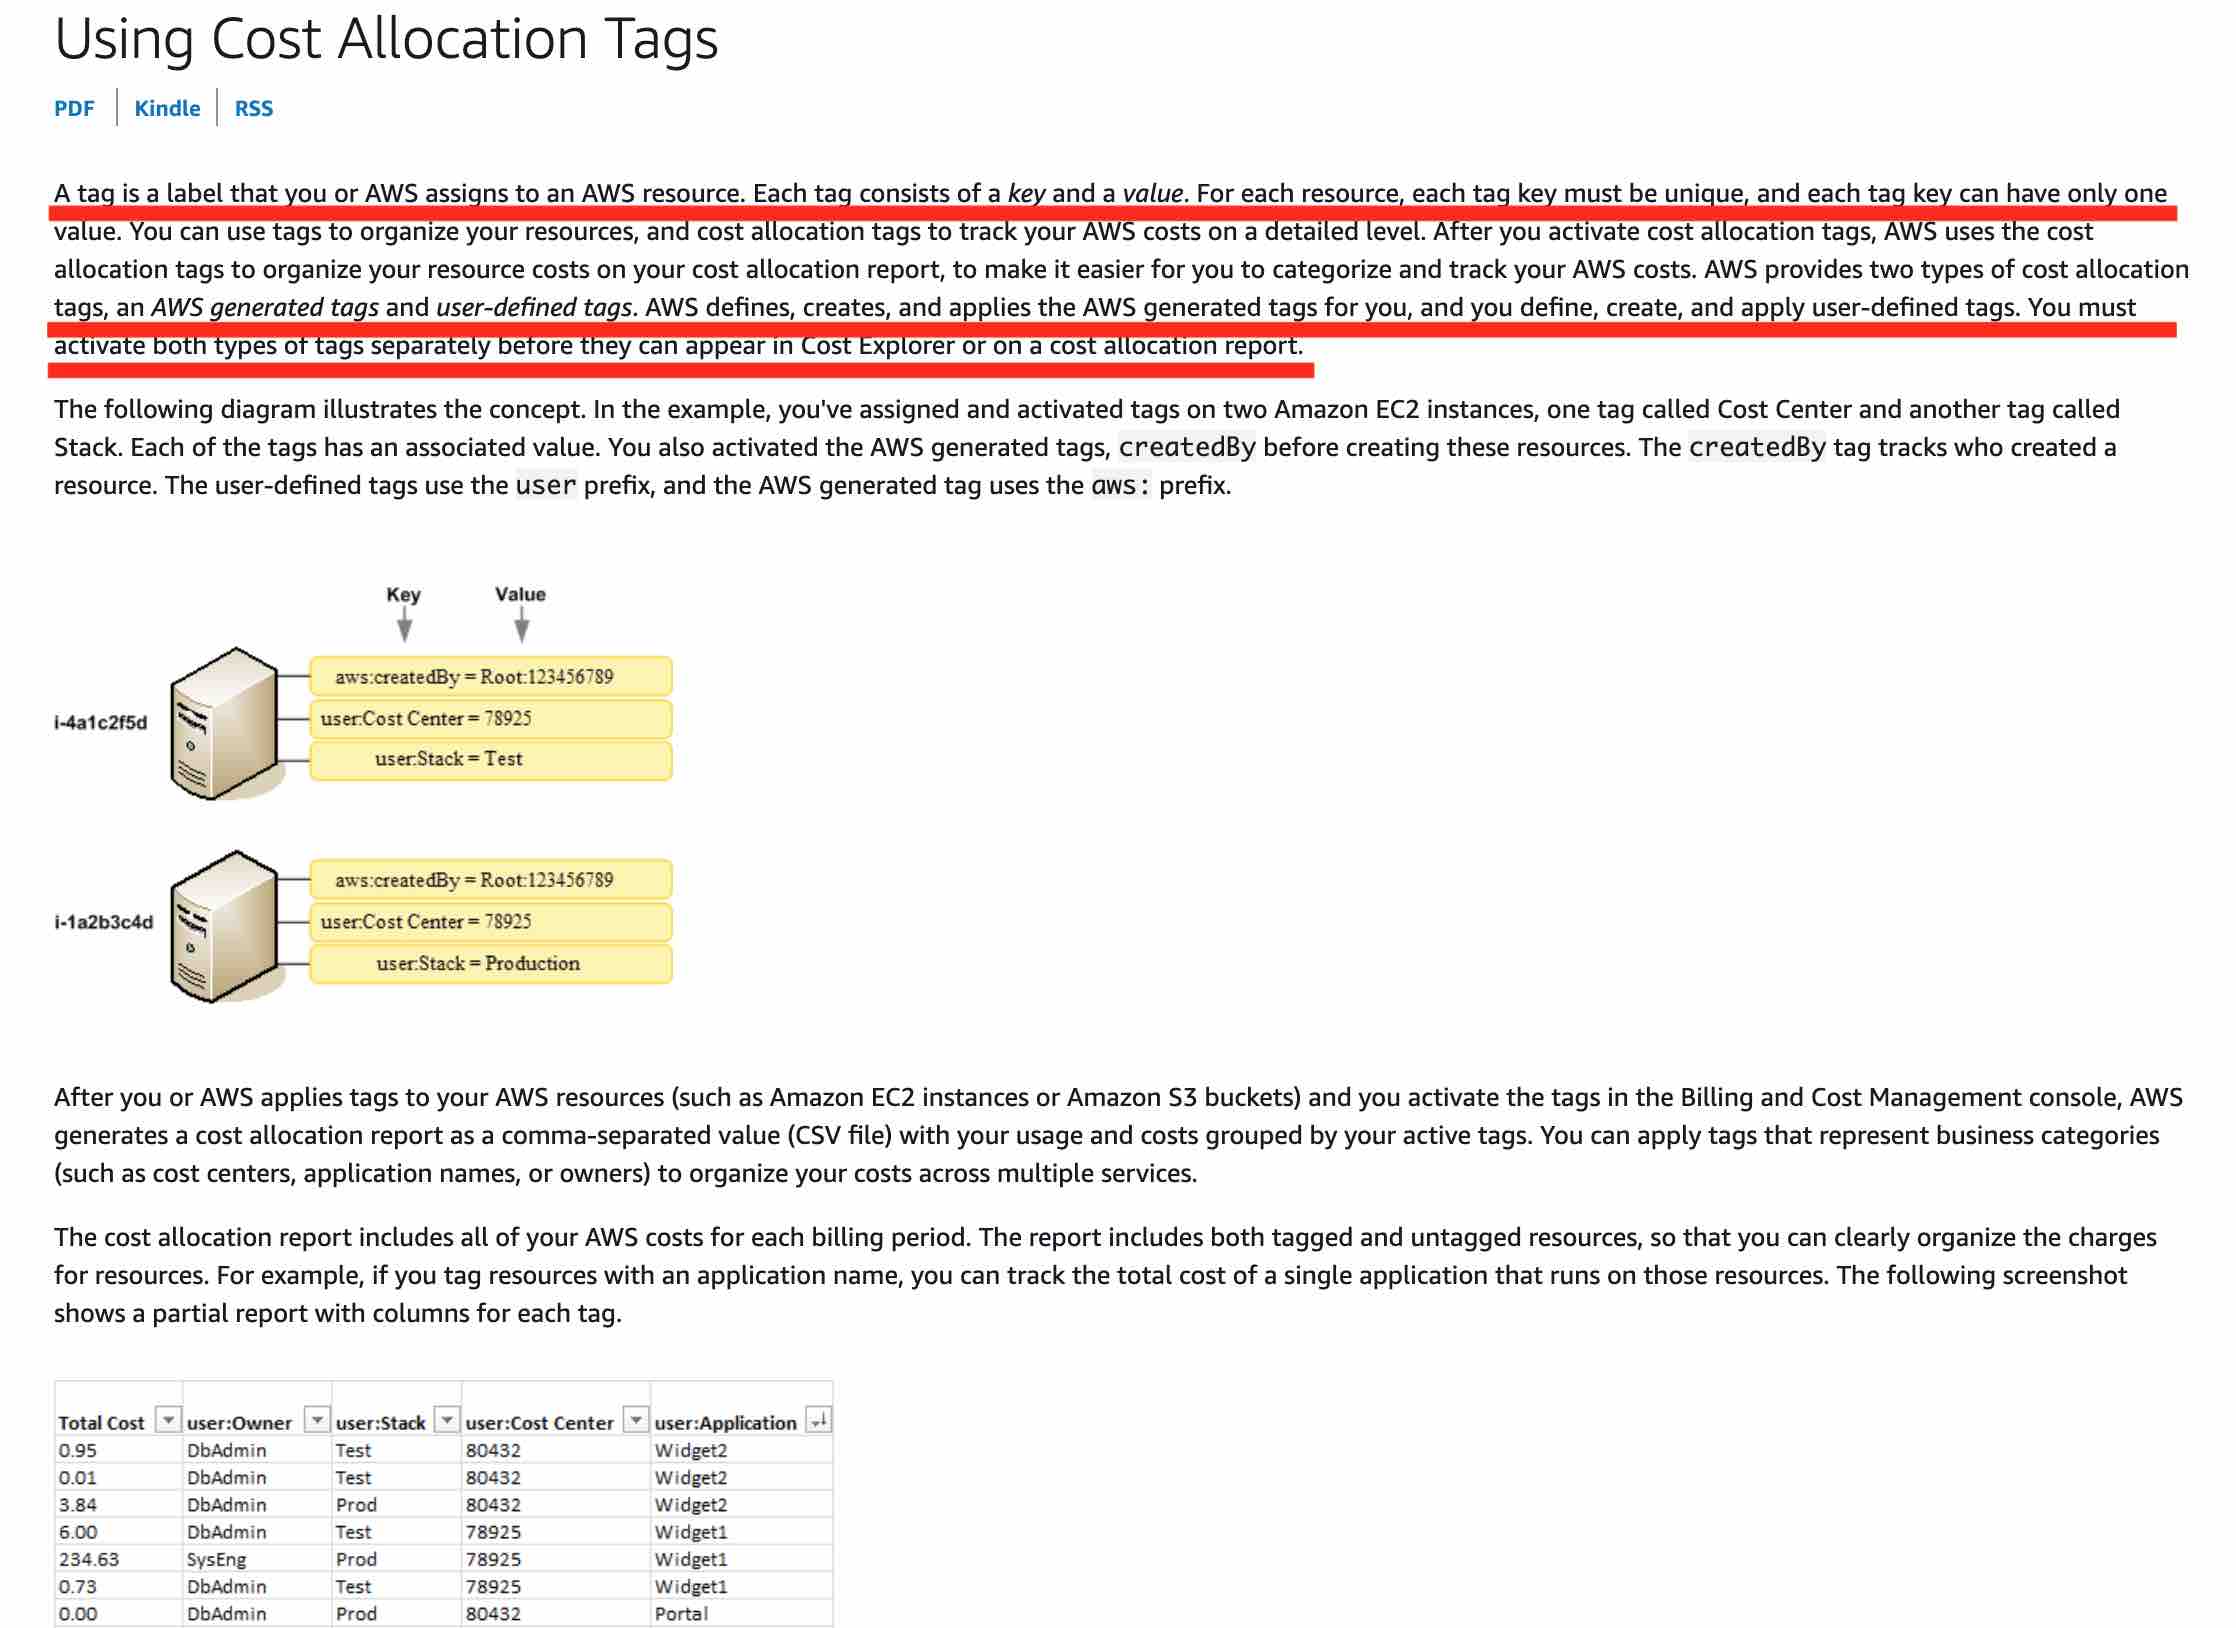 Using Cost Allocation Tags
PDF | Kindle | RSS
A tag is a label that you or AWS assigns to an AWS resource. Each tag consists of a key and a value. For each resource, each tag key must be unique, and each tag key can have only one
value. You can use tags to organize your resources, and cost allocation tags to track your AWS costs on a detailed level. After you activate cost allocation tags, AWS uses the cost
allocation tags to organize your resource costs on your cost allocation report, to make it easier for you to categorize and track your AWS costs. AWS provides two types of cost allocation
tags, an AWS generated tags and user-defined tags. AWS defines, creates, and applies the AWS generated tags for you, and you define, create, and apply user-defined tags. You must
activate both types of tags separately before they can appear in Cost Explorer or on a cost allocation report.
The following diagram illustrates the concept. In the example, you've assigned and activated tags on two Amazon EC2 instances, one tag called Cost Center and another tag called
Stack. Each of the tags has an associated value. You also activated the AWS generated tags, createdBy before creating these resources. The createdBy tag tracks who created a
resource. The user-defined tags use the user prefix, and the AWS generated tag uses the aws: prefix.
Key Value
aws:createdBy = Root:123456789
i-4a1c2f5d user:Cost Center = 78925
user:Stack = Test
aws:createdBy = Root:123456789
i-1a2b3c4d user:Cost Center = 78925
user:Stack = Production
After you or AWS applies tags to your AWS resources (such as Amazon EC2 instances or Amazon S3 buckets) and you activate the tags in the Billing and Cost Management console, AWS
generates a cost allocation report as a comma-separated value (CSV file) with your usage and costs grouped by your active tags. You can apply tags that represent business categories
(such as cost centers, application names, or owners) to organize your costs across multiple services.
The cost allocation report includes all of your AWS costs for each billing period. The report includes both tagged and untagged resources, so that you can clearly organize the charges
for resources. For example, if you tag resources with an application name, you can track the total cost of a single application that runs on those resources. The following screenshot
shows a partial report with columns for each tag.
Total Cost user:Owner user:Stack user:Cost Center user:Application
0.95 DbAdmin Test 80432 Widget2
0.01 DbAdmin Test 80432 Widget2
3.84 DbAdmin Prod 80432 Widget2
6.00 DbAdmin Test 78925 Widget1
234.63 SysEng Prod 78925 Widget1
0.73 DbAdmin Test 78925 Widget1
0.00 DbAdmin Prod 80432 Portal